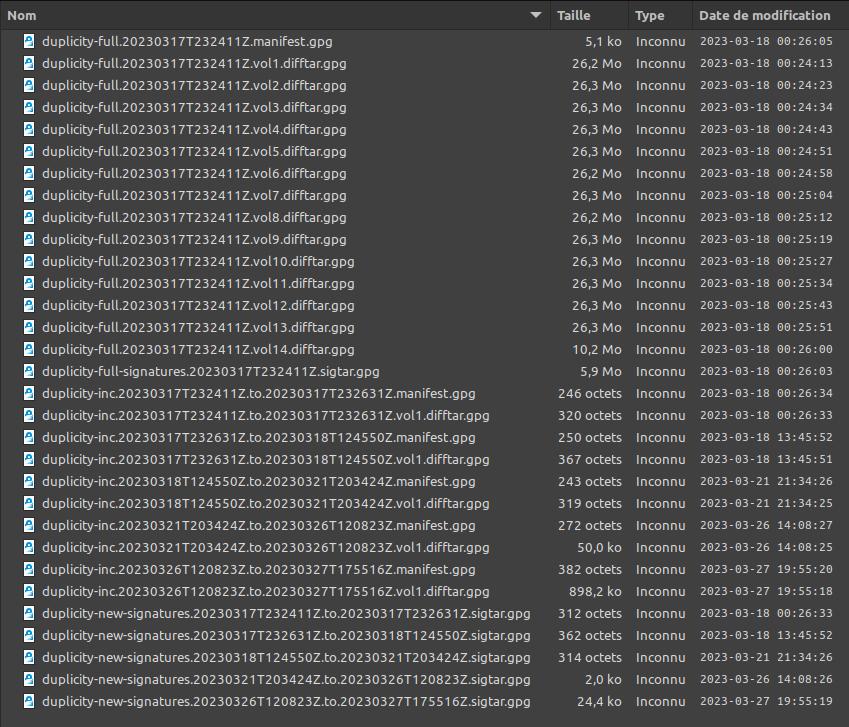 Nom Taille Type Date de modification
duplicity-full.20230317T232411Z.manifest.gpg 5,1 ko Inconnu 2023-03-18 00:26:05
duplicity-full.20230317T232411Z.vol1.difftar.gpg 26,2 Mo Inconnu 2023-03-18 00:24:13
duplicity-full.20230317T232411Z.vol2.difftar.gpg 26,3 Mo Inconnu 2023-03-18 00:24:23
duplicity-full.20230317T232411Z.vol3.difftar.gpg 26,3 Mo Inconnu 2023-03-18 00:24:34
duplicity-full.20230317T232411Z.vol4.difftar.gpg 26,3 Mo Inconnu 2023-03-18 00:24:43
duplicity-full.20230317T232411Z.vol5.difftar.gpg 26,3 Mo Inconnu 2023-03-18 00:24:51
duplicity-full.20230317T232411Z.vol6.difftar.gpg 26,2 Mo Inconnu 2023-03-18 00:24:58
duplicity-full.20230317T232411Z.vol7.difftar.gpg 26,3 Mo Inconnu 2023-03-18 00:25:04
duplicity-full.20230317T232411Z.vol8.difftar.gpg 26,2 Mo Inconnu 2023-03-18 00:25:12
duplicity-full.20230317T232411Z.vol9.difftar.gpg 26,3 Mo Inconnu 2023-03-18 00:25:19
duplicity-full.20230317T232411Z.vol10.difftar.gpg 26,3 Mo Inconnu 2023-03-18 00:25:27
duplicity-full.20230317T232411Z.vol11.difftar.gpg 26,3 Mo Inconnu 2023-03-18 00:25:34
duplicity-full.20230317T232411Z.vol12.difftar.gpg 26,3 Mo Inconnu 2023-03-18 00:25:43
duplicity-full.20230317T232411Z.vol13.difftar.gpg 26,3 Mo Inconnu 2023-03-18 00:25:51
duplicity-full.20230317T232411Z.vol14.difftar.gpg 10,2 Mo Inconnu 2023-03-18 00:26:00
duplicity-full-signatures.20230317T232411Z.sigtar.gpg 5,9 Mo Inconnu 2023-03-18 00:26:03
duplicity-inc.20230317T232411Z.to.20230317T232631Z.manifest.gpg 246 octets Inconnu 2023-03-18 00:26:34
duplicity-inc.20230317T232411Z.to.20230317T232631Z.vol1.difftar.gpg 320 octets Inconnu 2023-03-18 00:26:33
duplicity-inc.20230317T232631Z.to.20230318T124550Z.manifest.gpg 250 octets Inconnu 2023-03-18 13:45:52
duplicity-inc.20230317T232631Z.to.20230318T124550Z.vol1.difftar.gpg 367 octets Inconnu 2023-03-18 13:45:51
duplicity-inc.20230318T124550Z.to.20230321T203424Z.manifest.gpg 243 octets Inconnu 2023-03-21 21:34:26
duplicity-inc.20230318T124550Z.to.20230321T203424Z.vol1.difftar.gpg 319 octets Inconnu 2023-03-21 21:34:25
duplicity-inc.20230321T203424Z.to.20230326T120823Z.manifest.gpg 272 octets Inconnu 2023-03-26 14:08:27
duplicity-inc.20230321T203424Z.to.20230326T120823Z.vol1.difftar.gpg 50,0 ko Inconnu 2023-03-26 14:08:25
duplicity-inc.20230326T120823Z.to.20230327T175516Z.manifest.gpg 382 octets Inconnu 2023-03-27 19:55:20
duplicity-inc.20230326T120823Z.to.20230327T175516Z.vol1.difftar.gpg 898,2 ko Inconnu 2023-03-27 19:55:18
duplicity-new-signatures.20230317T232411Z.to.20230317T232631Z.sigtar.gpg 312 octets Inconnu 2023-03-18 00:26:33
duplicity-new-signatures.20230317T232631Z.to.20230318T124550Z.sigtar.gpg 362 octets Inconnu 2023-03-18 13:45:52
duplicity-new-signatures.20230318T124550Z.to.20230321T203424Z.sigtar.gpg 314 octets Inconnu 2023-03-21 21:34:26
duplicity-new-signatures.20230321T203424Z.to.20230326T120823Z.sigtar.gpg 2,0 ko Inconnu 2023-03-26 14:08:26
duplicity-new-signatures.20230326T120823Z.to.20230327T175516Z.sigtar.gpg 24,4 ko Inconnu 2023-03-27 19:55:19